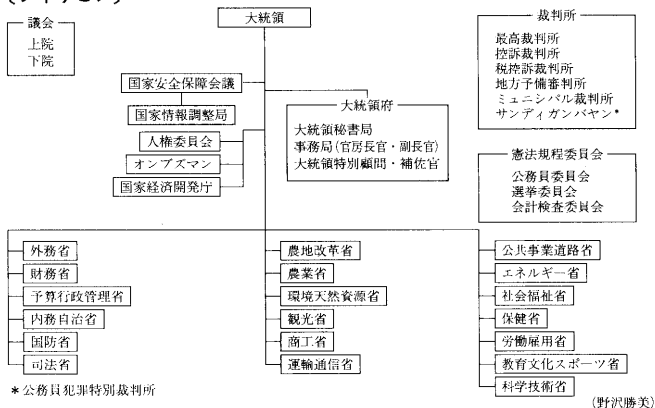 大統領
議会
上院
下院
裁判所
最高裁判所
控訴裁判所
税控訴裁判所
地方予備審判所
ミュニシパル裁判所
サンディガンバヤン*
国家安全保障会議
国家情報調整局
人権委員会
オンブズマン
国家経済開発庁
大統領府
大統領秘書局
事務局(官房長官・副長官)
大統領特別顧問・補佐官
憲法規程委員会
公務員委員会
選挙委員会
会計検査委員会
外務省
財務省
予算行政管理省
内務自治省
国防省
司法省
農地改革省
農業省
環境天然資源省
観光省
商工省
運輸通信省
公共事業道路省
エネルギー省
社会福祉省
保健省
労働雇用省
教育文化スポーツ省
科学技術省
*公務員犯罪特別裁判所
(野沢勝美)